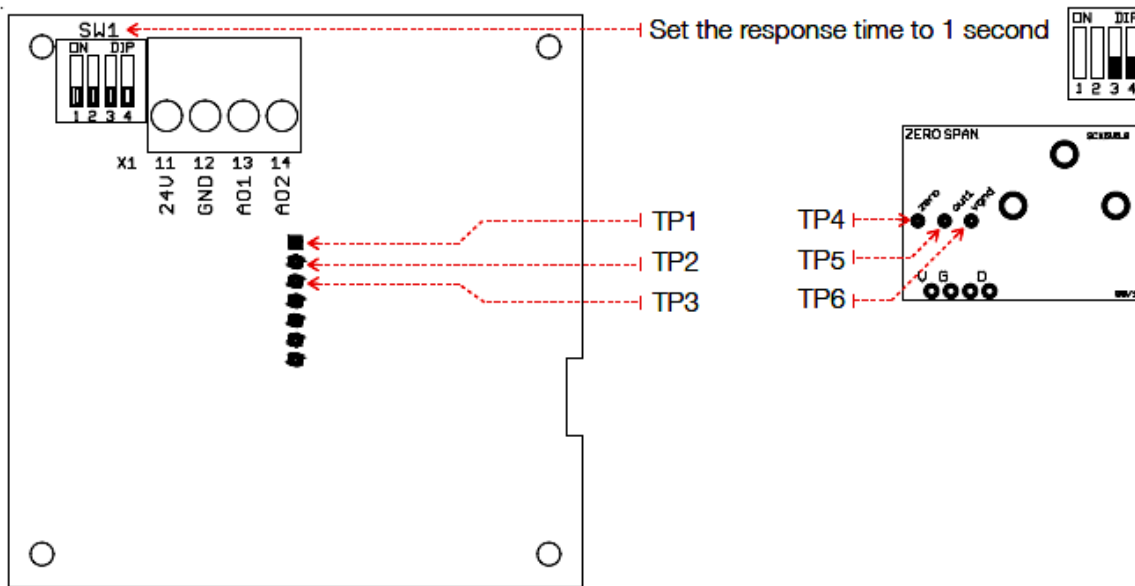 SW1
ON DIP
1 2 3 4
Set the response time to 1 second
ON DIP
1 2 3 4
X1 11 12 13 14
24V GND AO1 AO2
ZERO SPAN
zero out1 vgnd
TP1
TP2
TP3
TP4
TP5
TP6
U G D